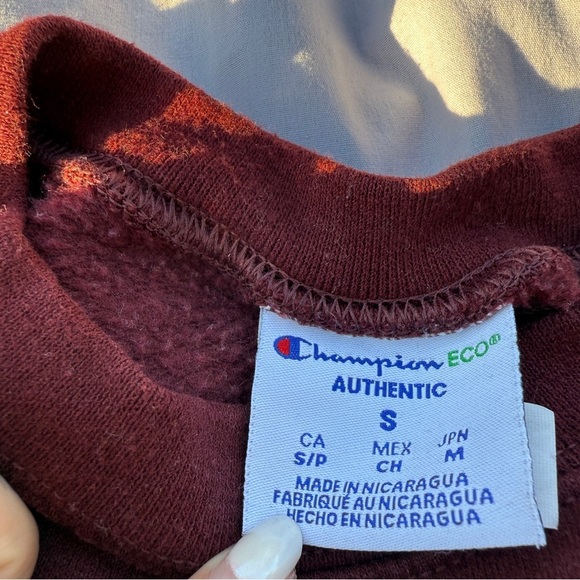 Champion ECO®
AUTHENTIC
S
CA MEX JPN
S/P CH M
MADE IN NICARAGUA
FABRIQUÉ AU NICARAGUA
HECHO EN NICARAGUA